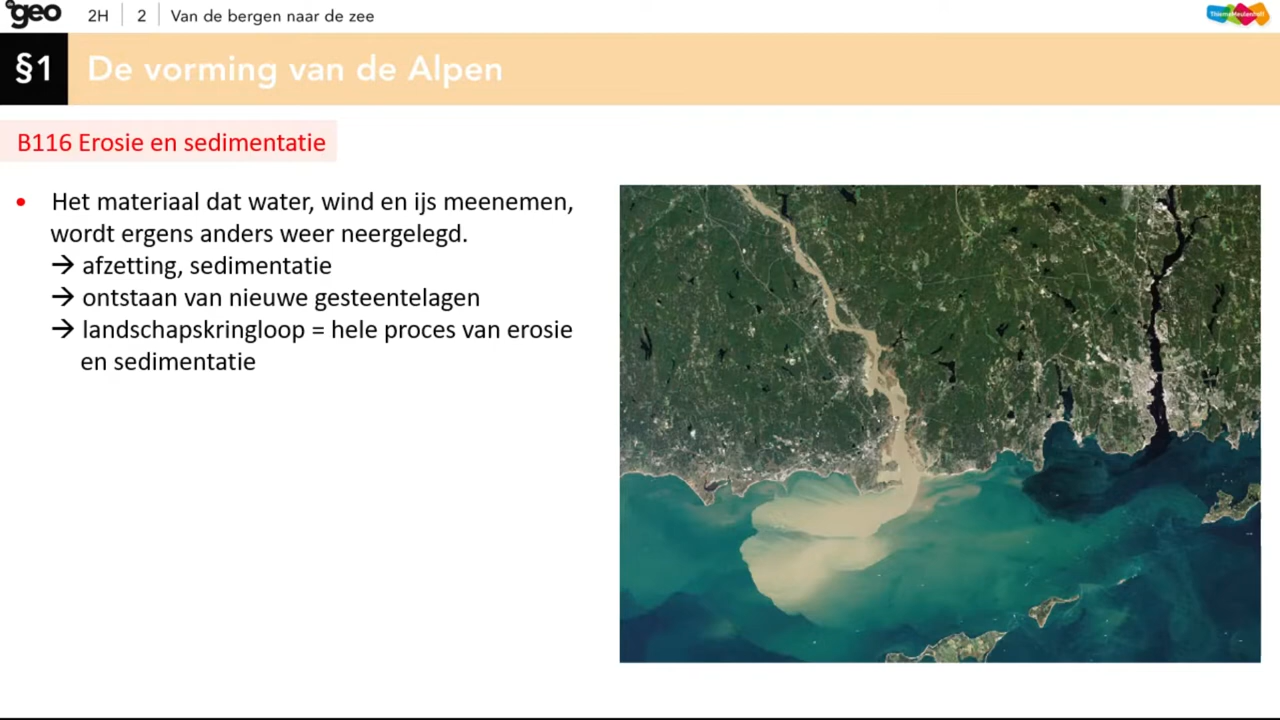 geo 2H 2 Van de bergen naar de zee
ThiemeMeulenhoff
§1 De vorming van de Alpen
B116 Erosie en sedimentatie
• Het materiaal dat water, wind en ijs meenemen,
wordt ergens anders weer neergelegd.
→ afzetting, sedimentatie
→ ontstaan van nieuwe gesteentelagen
→ landschapskringloop = hele proces van erosie
en sedimentatie